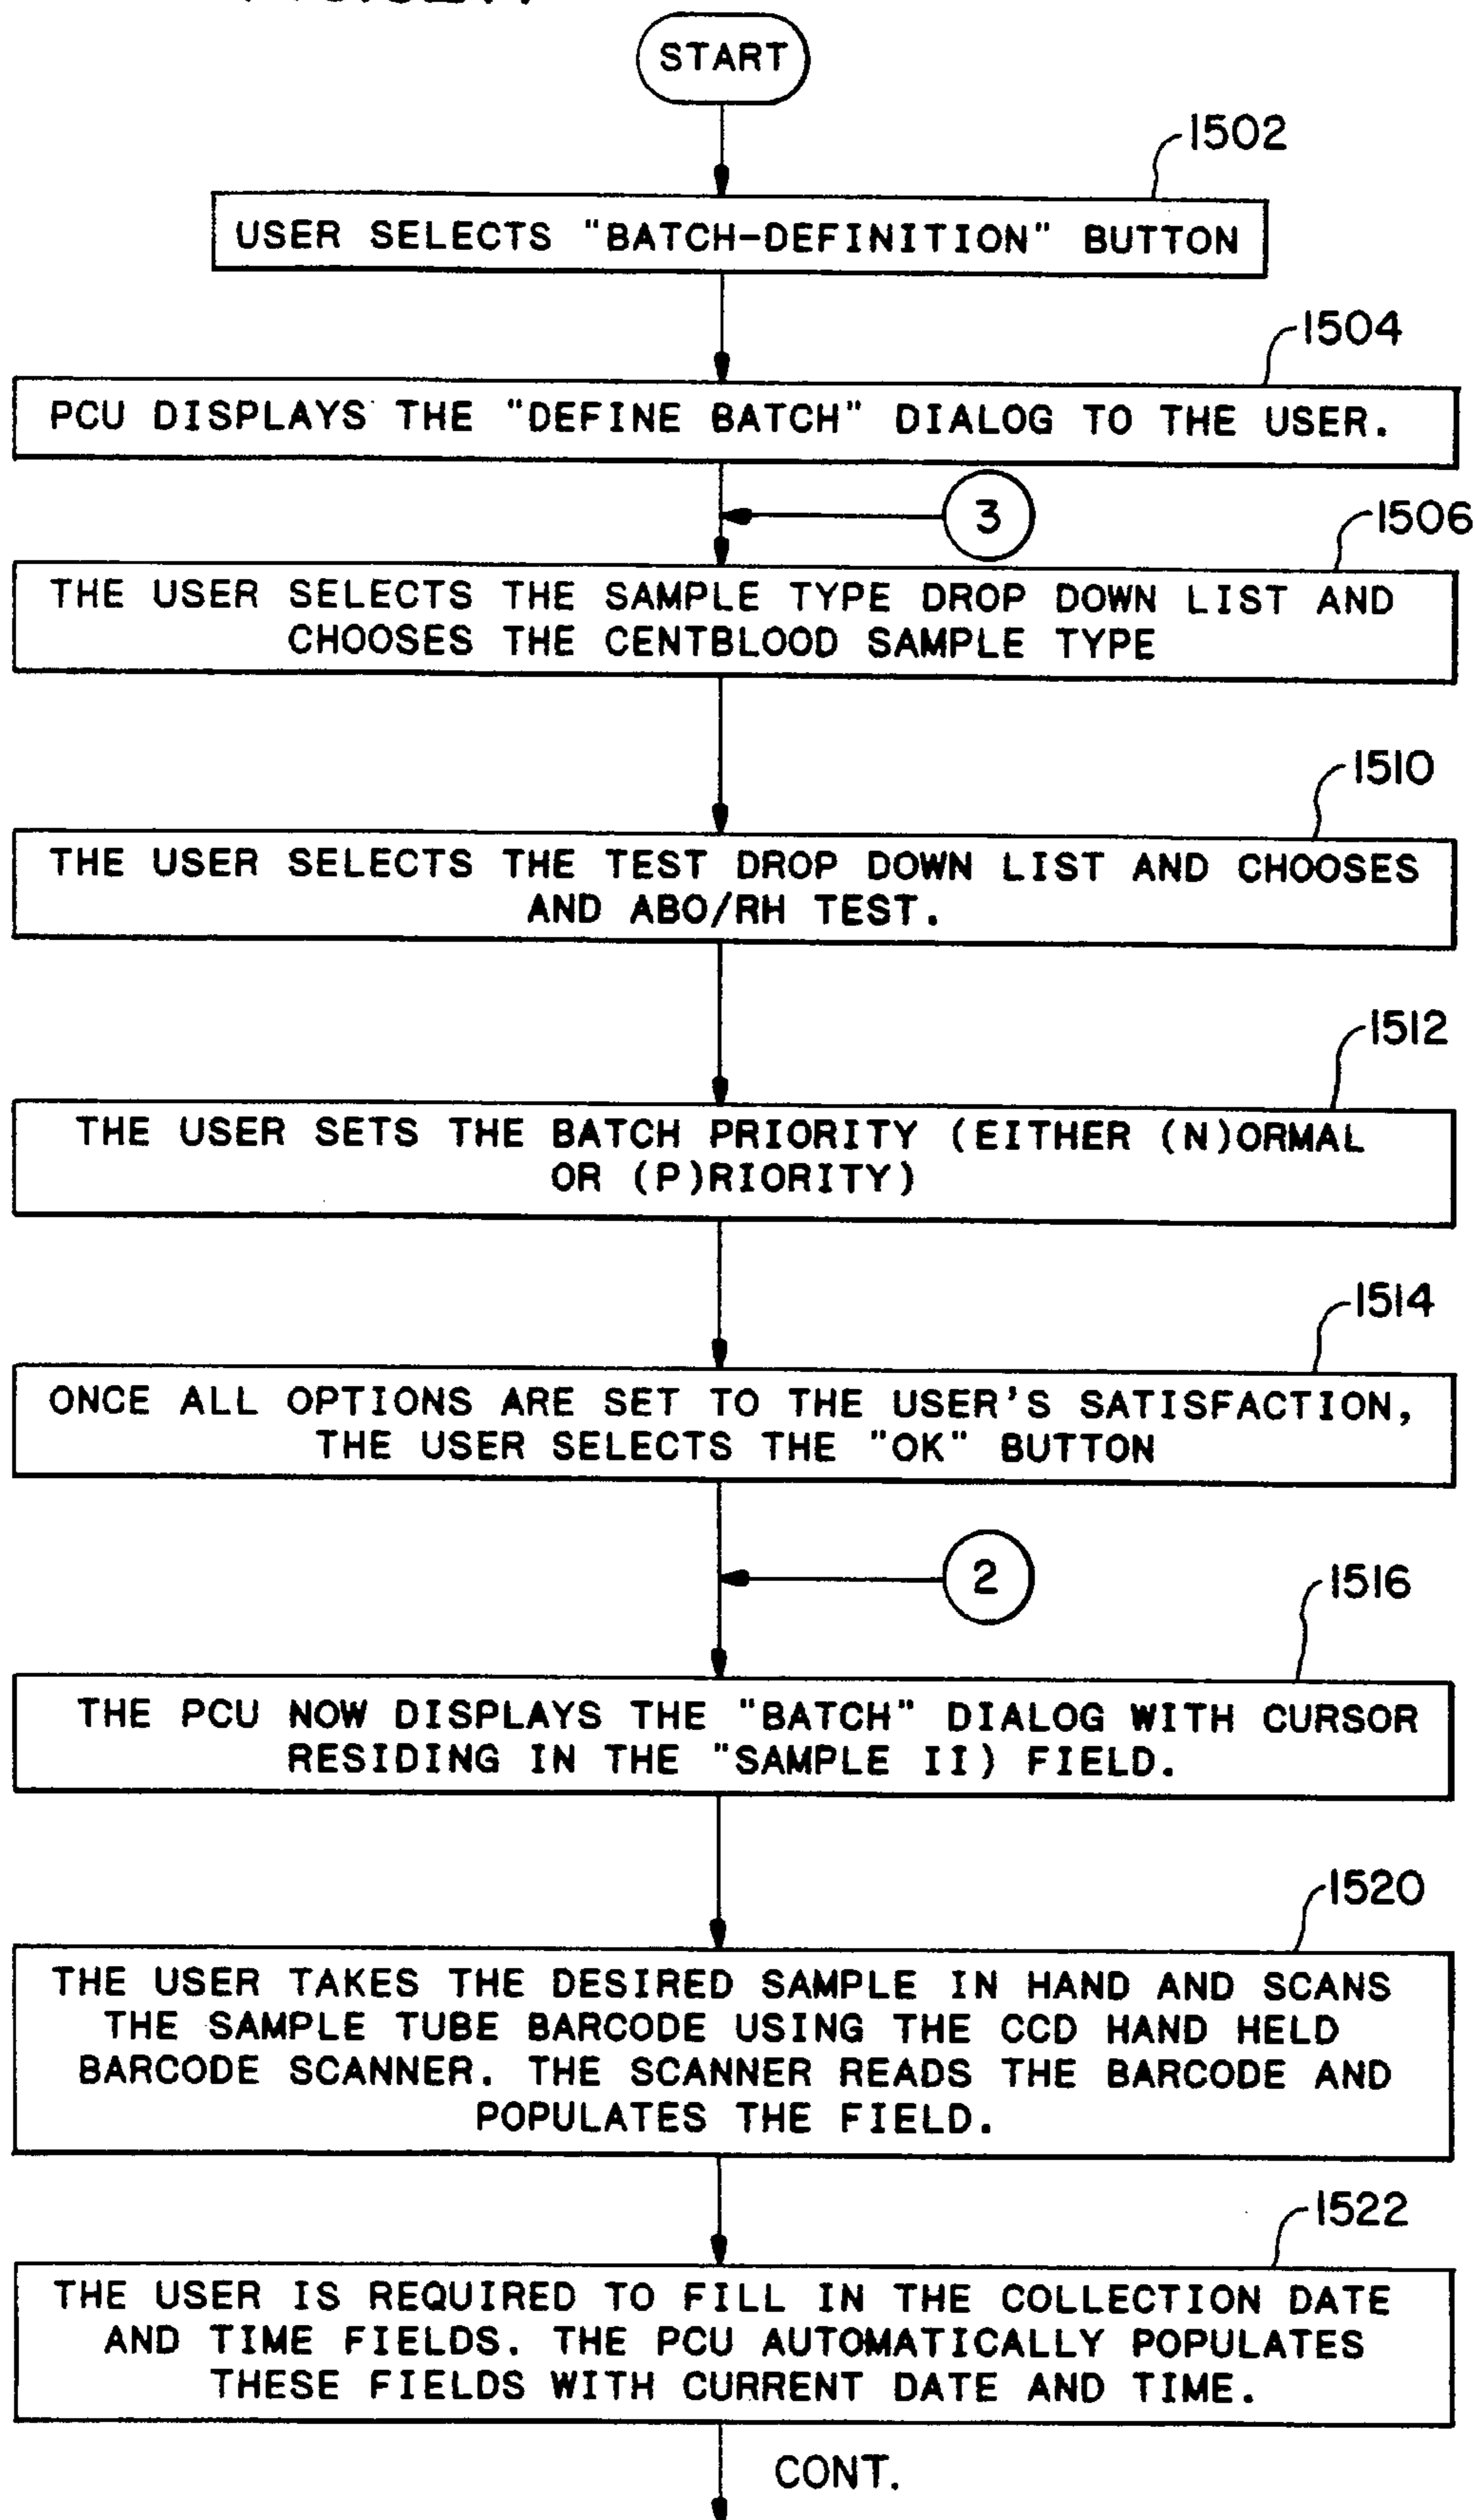 START
1502
USER SELECTS "BATCH-DEFINITION" BUTTON
1504
PCU DISPLAYS THE "DEFINE BATCH" DIALOG TO THE USER.
3
1506
THE USER SELECTS THE SAMPLE TYPE DROP DOWN LIST AND
CHOOSES THE CENTBLOOD SAMPLE TYPE
1510
THE USER SELECTS THE TEST DROP DOWN LIST AND CHOOSES
AND ABO/RH TEST.
1512
THE USER SETS THE BATCH PRIORITY (EITHER (N)ORMAL
OR (P)RIORITY)
1514
ONCE ALL OPTIONS ARE SET TO THE USER'S SATISFACTION,
THE USER SELECTS THE "OK" BUTTON
2
1516
THE PCU NOW DISPLAYS THE "BATCH" DIALOG WITH CURSOR
RESIDING IN THE "SAMPLE II) FIELD.
1520
THE USER TAKES THE DESIRED SAMPLE IN HAND AND SCANS
THE SAMPLE TUBE BARCODE USING THE CCD HAND HELD
BARCODE SCANNER. THE SCANNER READS THE BARCODE AND
POPULATES THE FIELD.
1522
THE USER IS REQUIRED TO FILL IN THE COLLECTION DATE
AND TIME FIELDS. THE PCU AUTOMATICALLY POPULATES
THESE FIELDS WITH CURRENT DATE AND TIME.
CONT.